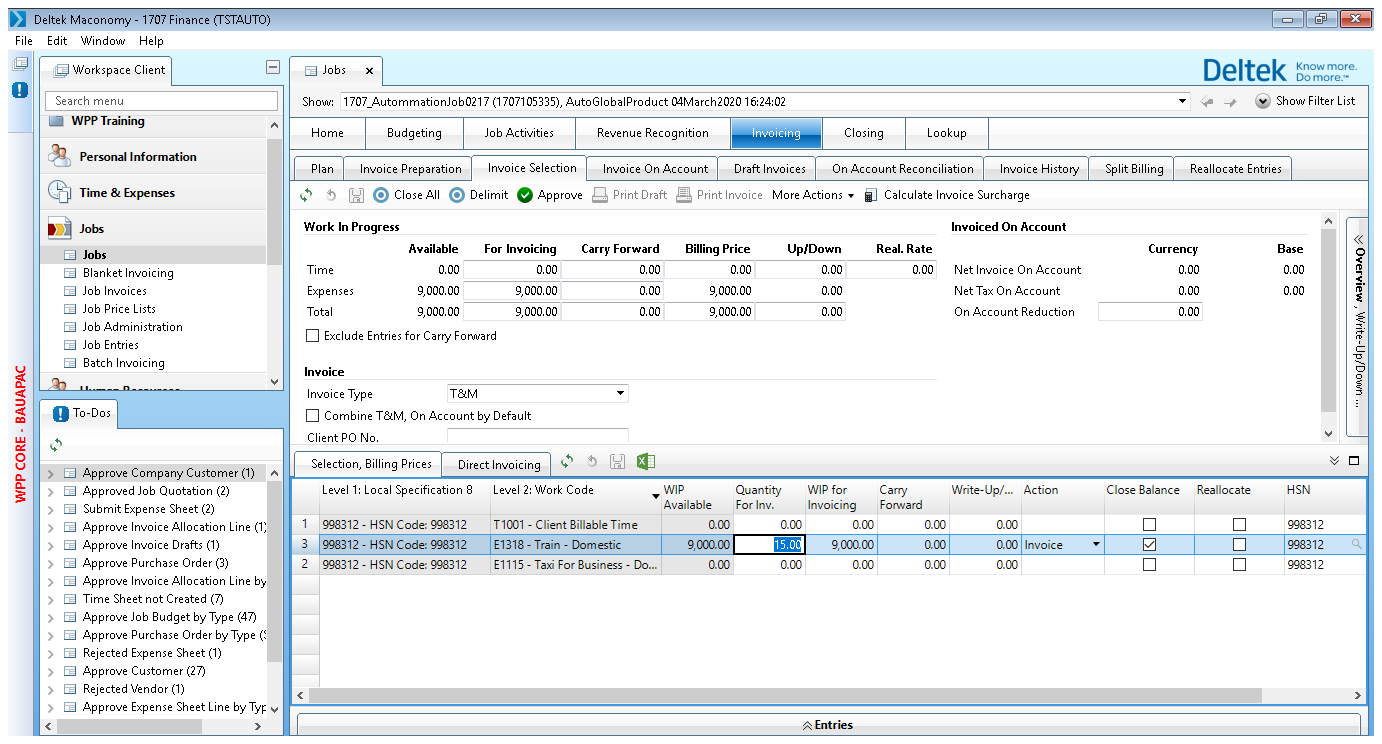 Deltek Maconomy - 1707 Finance (TSTAUTO)
File Edit Window Help
Workspace Client
Jobs x
Deltek Know more. Do more.™
Search menu
Show: 1707_AutommationJob0217 (1707105335), AutoGlobalProduct 04March2020 16:24:02
Show Filter List
WPP Training
Personal Information
Time & Expenses
Jobs
Jobs
Blanket Invoicing
Job Invoices
Job Price Lists
Job Administration
Job Entries
Batch Invoicing
Human Resources
Home Budgeting Job Activities Revenue Recognition Invoicing Closing Lookup
Plan Invoice Preparation Invoice Selection Invoice On Account Draft Invoices On Account Reconciliation Invoice History Split Billing Reallocate Entries
Close All Delimit Approve Print Draft Print Invoice More Actions Calculate Invoice Surcharge
Work In Progress
Available For Invoicing Carry Forward Billing Price Up/Down Real. Rate
Time 0.00 0.00 0.00 0.00 0.00 0.00
Expenses 9,000.00 9,000.00 0.00 9,000.00 0.00
Total 9,000.00 9,000.00 0.00 9,000.00 0.00
Exclude Entries for Carry Forward
Invoiced On Account
Currency Base
Net Invoice On Account 0.00 0.00
Net Tax On Account 0.00 0.00
On Account Reduction 0.00
Overview , Write-Up/Down ...
Invoice
Invoice Type T&M
Combine T&M, On Account by Default
Client PO No.
WPP CORE - BAUAPAC
To-Dos
Approve Company Customer (1)
Approved Job Quotation (2)
Submit Expense Sheet (2)
Approve Invoice Allocation Line (1)
Approve Invoice Drafts (1)
Approve Purchase Order (3)
Approve Invoice Allocation Line by
Time Sheet not Created (7)
Approve Job Budget by Type (47)
Approve Purchase Order by Type (
Rejected Expense Sheet (1)
Approve Customer (27)
Rejected Vendor (1)
Approve Expense Sheet Line by Typ
Selection, Billing Prices Direct Invoicing
Level 1: Local Specification 8 Level 2: Work Code WIP Available Quantity For Inv. WIP for Invoicing Carry Forward Write-Up/... Action Close Balance Reallocate HSN
1 998312 - HSN Code: 998312 T1001 - Client Billable Time 0.00 0.00 0.00 0.00 0.00 998312
3 998312 - HSN Code: 998312 E1318 - Train - Domestic 9,000.00 15.00 9,000.00 0.00 0.00 Invoice 998312
2 998312 - HSN Code: 998312 E1115 - Taxi For Business - Do... 0.00 0.00 0.00 0.00 0.00 998312
Entries